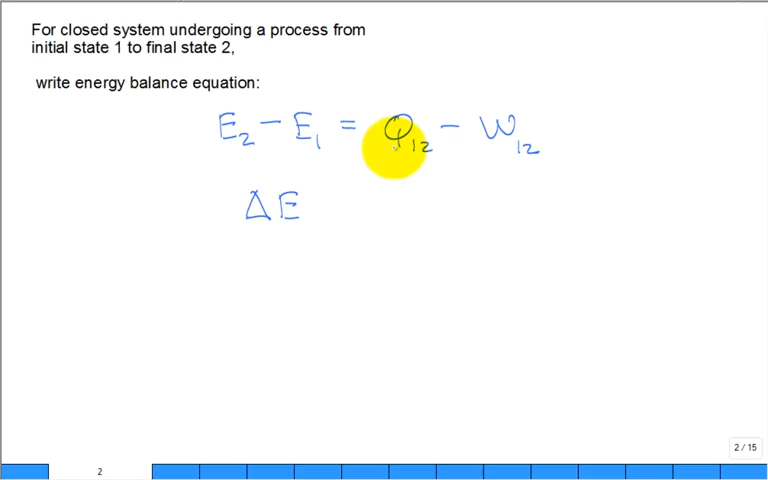 For closed system undergoing a process from
initial state 1 to final state 2,
write energy balance equation:
E₂ − E₁ = Q₁₂ − W₁₂
ΔE
2 / 15
2